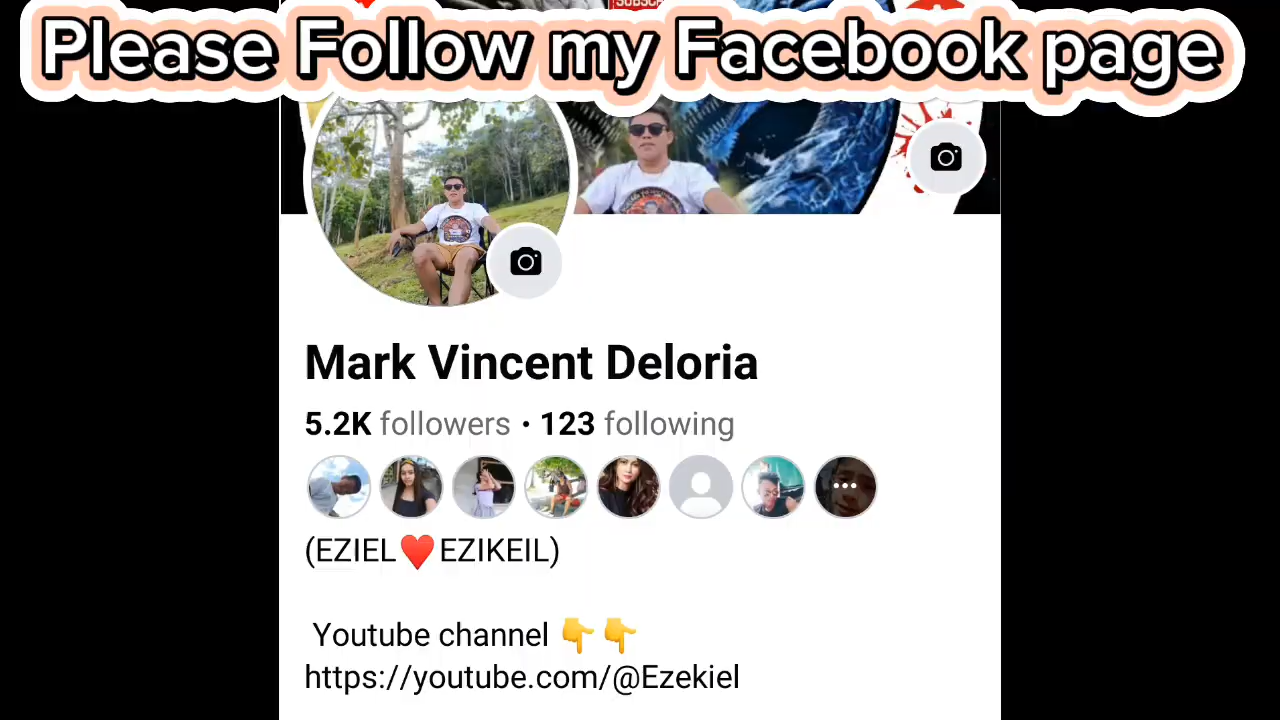 Please Follow my Facebook page
Mark Vincent Deloria
5.2K followers • 123 following
(EZIEL❤️EZIKEIL)
Youtube channel 👇👇
https://youtube.com/@Ezekiel